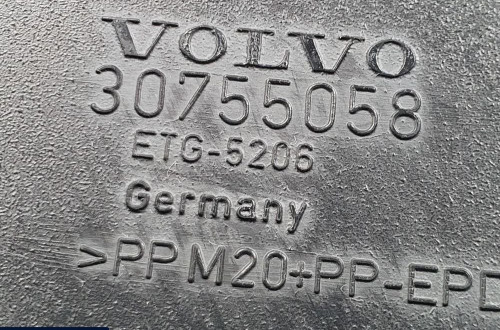 VOLVO
30755058
ETG-5206
Germany
>PP M20+PP-EPD